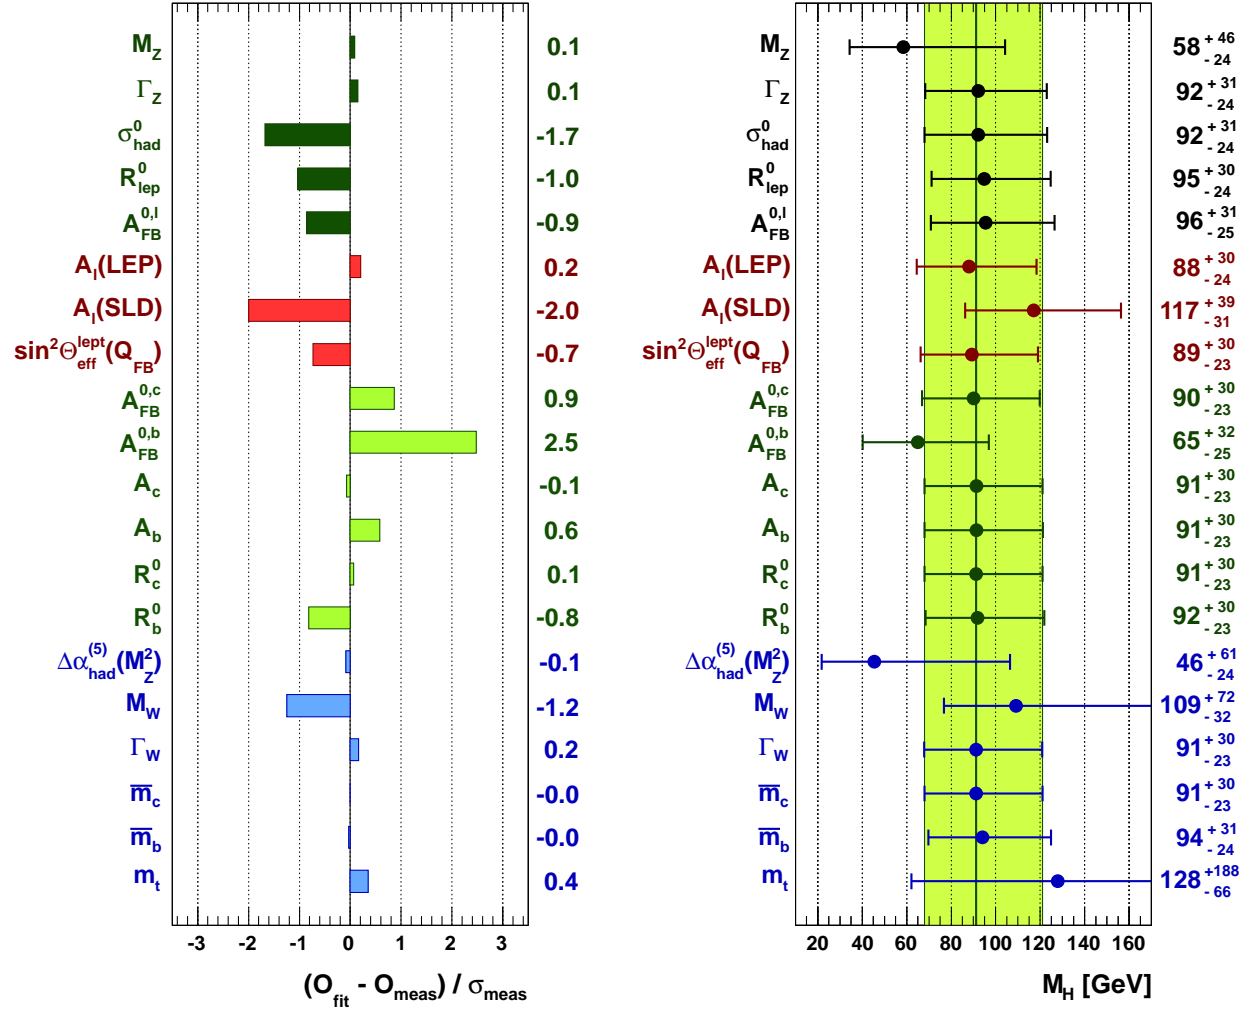 M_Z 0.1 M_Z 58 +46 -24
Γ_Z 0.1 Γ_Z 92 +31 -24
σ^0_had -1.7 σ^0_had 92 +31 -24
R^0_lep -1.0 R^0_lep 95 +30 -24
A^0,l_FB -0.9 A^0,l_FB 96 +31 -25
A_l(LEP) 0.2 A_l(LEP) 88 +30 -24
A_l(SLD) -2.0 A_l(SLD) 117 +39 -31
sin²Θ^lept_eff(Q_FB) -0.7 sin²Θ^lept_eff(Q_FB) 89 +30 -23
A^0,c_FB 0.9 A^0,c_FB 90 +30 -23
A^0,b_FB 2.5 A^0,b_FB 65 +32 -25
A_c -0.1 A_c 91 +30 -23
A_b 0.6 A_b 91 +30 -23
R^0_c 0.1 R^0_c 91 +30 -23
R^0_b -0.8 R^0_b 92 +30 -23
Δα^(5)_had(M²_Z) -0.1 Δα^(5)_had(M²_Z) 46 +61 -24
M_W -1.2 M_W 109 +72 -32
Γ_W 0.2 Γ_W 91 +30 -23
m̅_c -0.0 m̅_c 91 +30 -23
m̅_b -0.0 m̅_b 94 +31 -24
m_t 0.4 m_t 128 +188 -66
-3 -2 -1 0 1 2 3 20 40 60 80 100 120 140 160
(O_fit - O_meas) / σ_meas M_H [GeV]